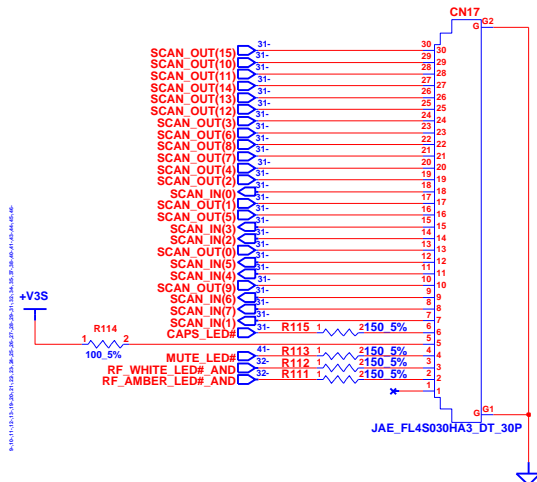 CN17
G G2
SCAN_OUT(15) 31- 30 30
SCAN_OUT(10) 31- 29 29
SCAN_OUT(11) 31- 28 28
SCAN_OUT(14) 31- 27 27
SCAN_OUT(13) 31- 26 26
SCAN_OUT(12) 31- 25 25
SCAN_OUT(3) 31- 24 24
SCAN_OUT(6) 31- 23 23
SCAN_OUT(8) 31- 22 22
SCAN_OUT(7) 31- 21 21
SCAN_OUT(4) 31- 20 20
SCAN_OUT(2) 31- 19 19
SCAN_IN(0) 31- 18 18
SCAN_OUT(1) 31- 17 17
SCAN_OUT(5) 31- 16 16
SCAN_IN(3) 31- 15 15
SCAN_IN(2) 31- 14 14
SCAN_OUT(0) 31- 13 13
SCAN_IN(5) 31- 12 12
SCAN_IN(4) 31- 11 11
SCAN_OUT(9) 31- 10 10
SCAN_IN(6) 31- 9 9
SCAN_IN(7) 31- 8 8
SCAN_IN(1) 31- 7 7
CAPS_LED# 31- R115 1 2 150_5% 6 6
+V3S
R114
1 2 5 5
100_5%
MUTE_LED# 41- R113 1 2 150_5% 4 4
RF_WHITE_LED#_AND 32- R112 1 2 150_5% 3 3
RF_AMBER_LED#_AND 32- R111 1 2 150_5% 2 2
1 1
G G1
JAE_FL4S030HA3_DT_30P